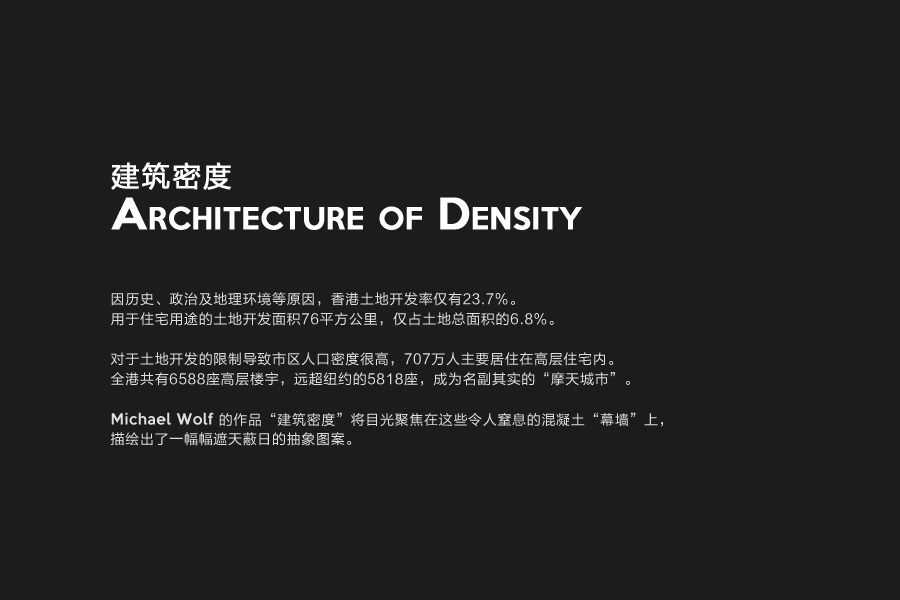 建筑密度
ARCHITECTURE OF DENSITY
因历史、政治及地理环境等原因，香港土地开发率仅有23.7%。
用于住宅用途的土地开发面积76平方公里，仅占土地总面积的6.8%。
对于土地开发的限制导致市区人口密度很高，707万人主要居住在高层住宅内。
全港共有6588座高层楼宇，远超纽约的5818座，成为名副其实的“摩天城市”。
Michael Wolf 的作品“建筑密度”将目光聚焦在这些令人窒息的混凝土“幕墙”上，
描绘出了一幅幅遮天蔽日的抽象图案。